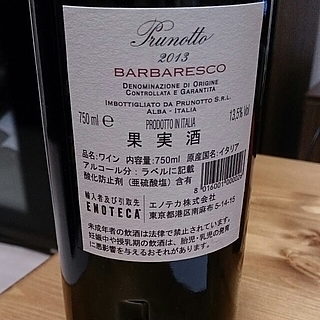 Prunotto
2013
BARBARESCO
DENOMINAZIONE DI ORIGINE
CONTROLLATA E GARANTITA
IMBOTTIGLIATO DA PRUNOTTO S.R.L.
ALBA - ITALIA
750 ml e PRODOTTO IN ITALIA 13.5% Vol
果実酒
品名:ワイン 内容量:750ml 原産国名:イタリア
アルコール分:ラベルに記載
酸化防止剤(亜硫酸塩)含有
輸入者及び引取先 エノテカ株式会社
ENOTECA. 東京都港区南麻布5-14-15
未成年者の飲酒は法律で禁止されています。
妊娠中や授乳期の飲酒は、胎児・乳児の発育
に悪影響を与えるおそれがあります。